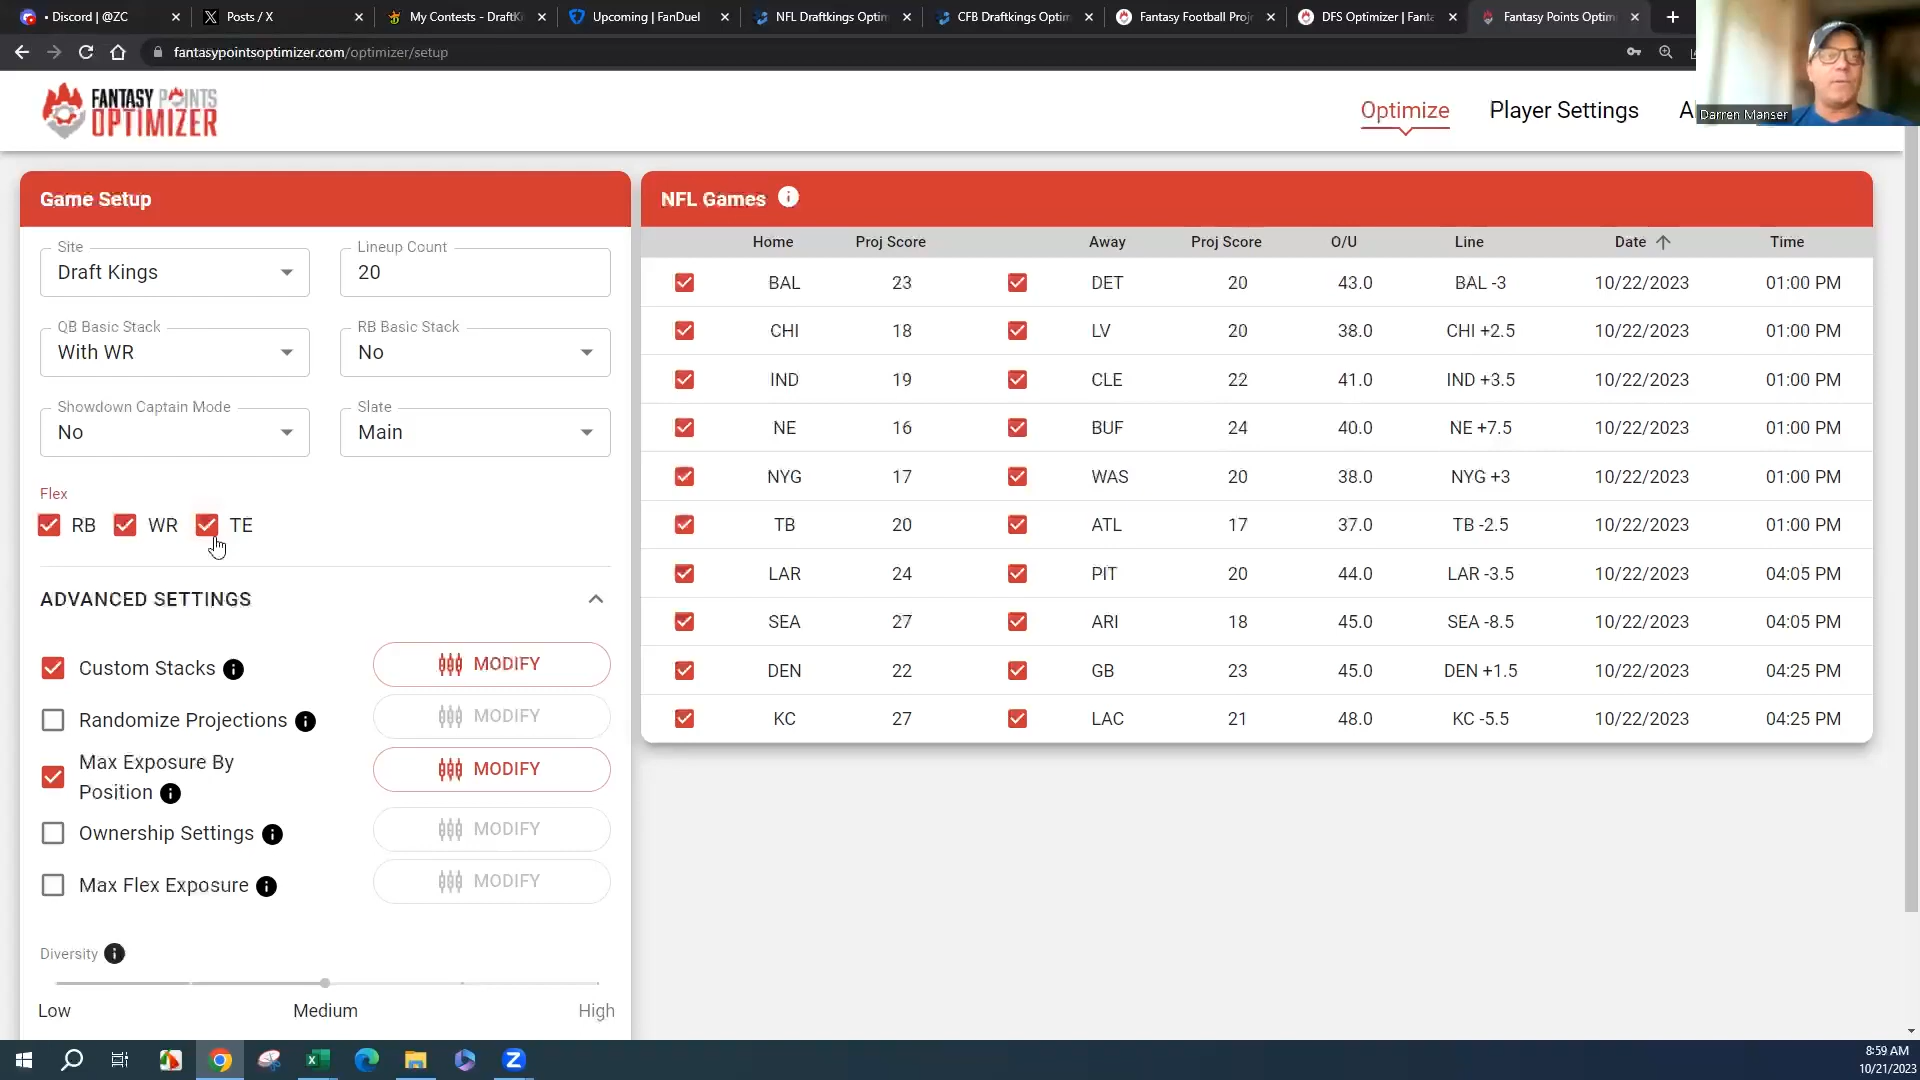 • Discord | @ZC
Posts / X
My Contests - DraftKi
Upcoming | FanDuel
NFL Draftkings Optim
CFB Draftkings Optim
Fantasy Football Proj
DFS Optimizer | Fanta
Fantasy Points Optim
fantasypointsoptimizer.com/optimizer/setup
FANTASY POINTS
OPTIMIZER
Optimize
Player Settings
Darren Manser
Game Setup
Site
Draft Kings
Lineup Count
20
QB Basic Stack
With WR
RB Basic Stack
No
Showdown Captain Mode
No
Slate
Main
Flex
RB WR TE
ADVANCED SETTINGS
Custom Stacks
MODIFY
Randomize Projections
MODIFY
Max Exposure By
Position
MODIFY
Ownership Settings
MODIFY
Max Flex Exposure
MODIFY
Diversity
Low Medium High
NFL Games
Home Proj Score Away Proj Score O/U Line Date Time
BAL 23 DET 20 43.0 BAL -3 10/22/2023 01:00 PM
CHI 18 LV 20 38.0 CHI +2.5 10/22/2023 01:00 PM
IND 19 CLE 22 41.0 IND +3.5 10/22/2023 01:00 PM
NE 16 BUF 24 40.0 NE +7.5 10/22/2023 01:00 PM
NYG 17 WAS 20 38.0 NYG +3 10/22/2023 01:00 PM
TB 20 ATL 17 37.0 TB -2.5 10/22/2023 01:00 PM
LAR 24 PIT 20 44.0 LAR -3.5 10/22/2023 04:05 PM
SEA 27 ARI 18 45.0 SEA -8.5 10/22/2023 04:05 PM
DEN 22 GB 23 45.0 DEN +1.5 10/22/2023 04:25 PM
KC 27 LAC 21 48.0 KC -5.5 10/22/2023 04:25 PM
8:59 AM
10/21/2023